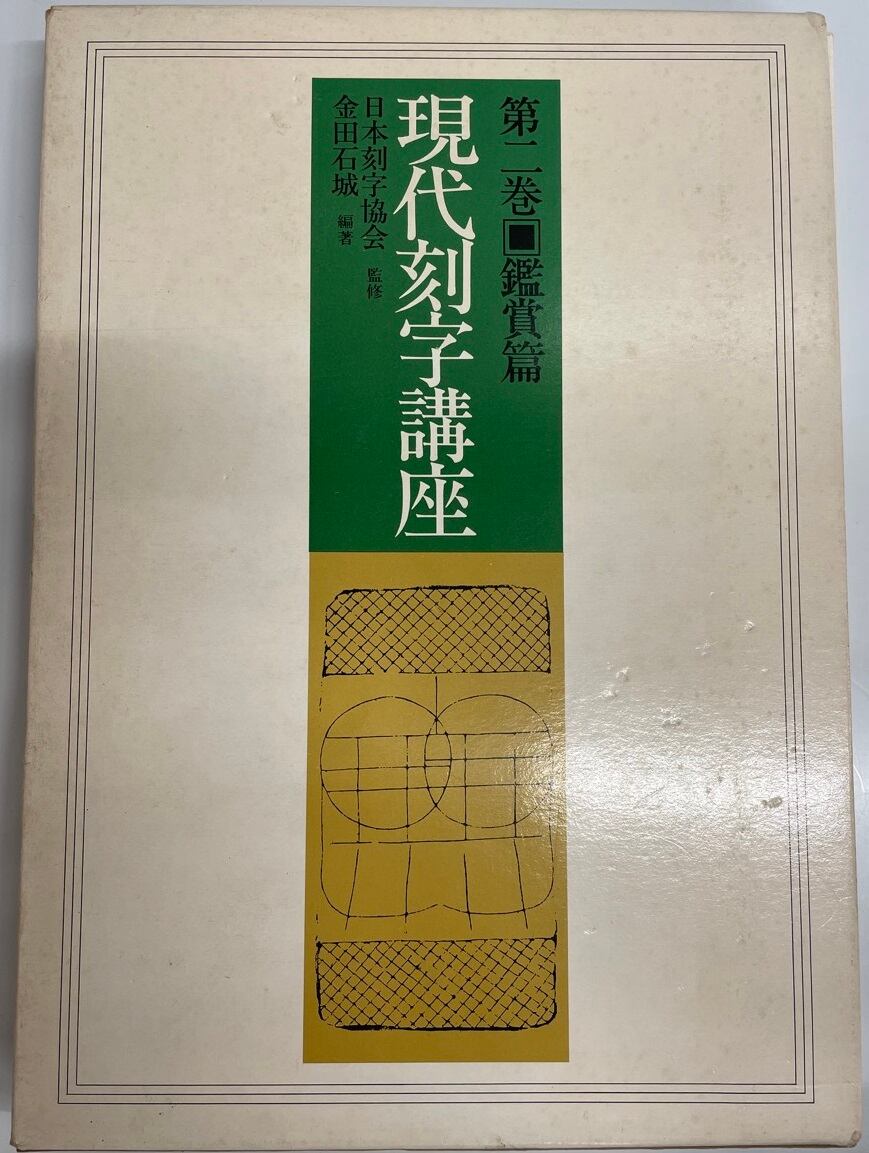 第二巻▣鑑賞篇
現代刻字講座
日本刻字協会 監修
金田石城 編著